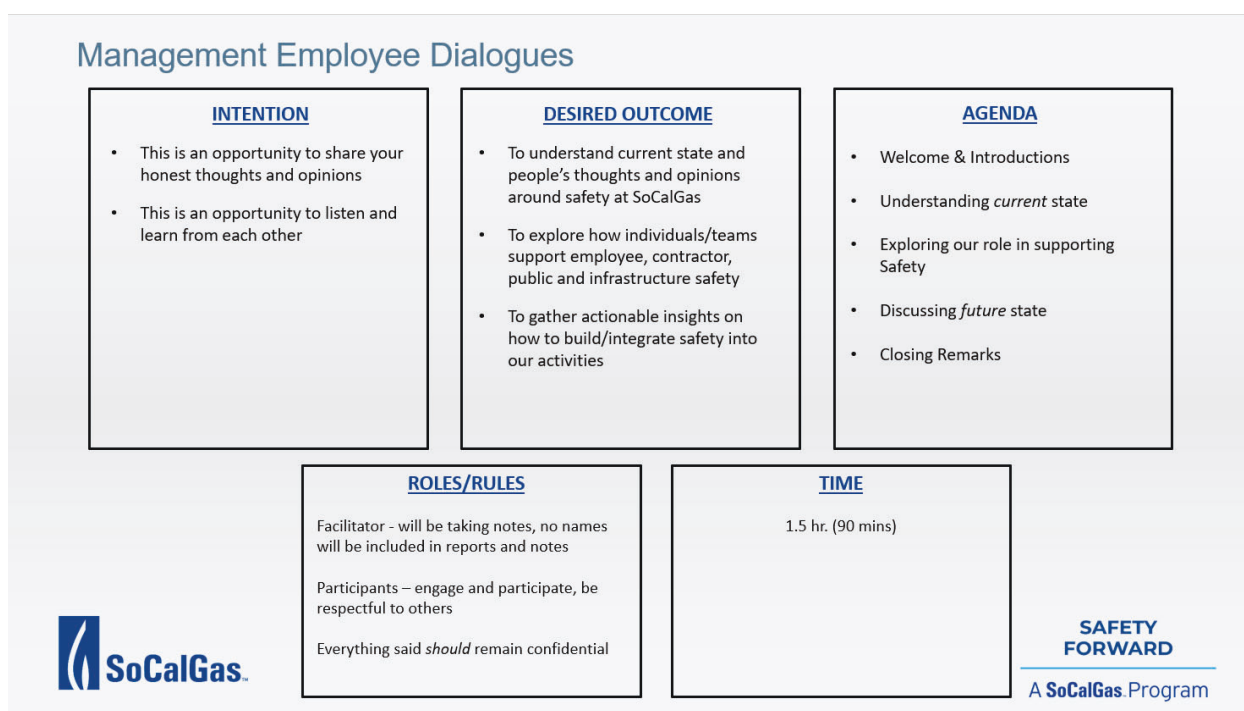 Management Employee Dialogues
INTENTION
• This is an opportunity to share your
honest thoughts and opinions
• This is an opportunity to listen and
learn from each other
DESIRED OUTCOME
• To understand current state and
people’s thoughts and opinions
around safety at SoCalGas
• To explore how individuals/teams
support employee, contractor,
public and infrastructure safety
• To gather actionable insights on
how to build/integrate safety into
our activities
AGENDA
• Welcome & Introductions
• Understanding current state
• Exploring our role in supporting
Safety
• Discussing future state
• Closing Remarks
ROLES/RULES
Facilitator - will be taking notes, no names
will be included in reports and notes
Participants – engage and participate, be
respectful to others
Everything said should remain confidential
TIME
1.5 hr. (90 mins)
SoCalGas™
SAFETY
FORWARD
A SoCalGas Program